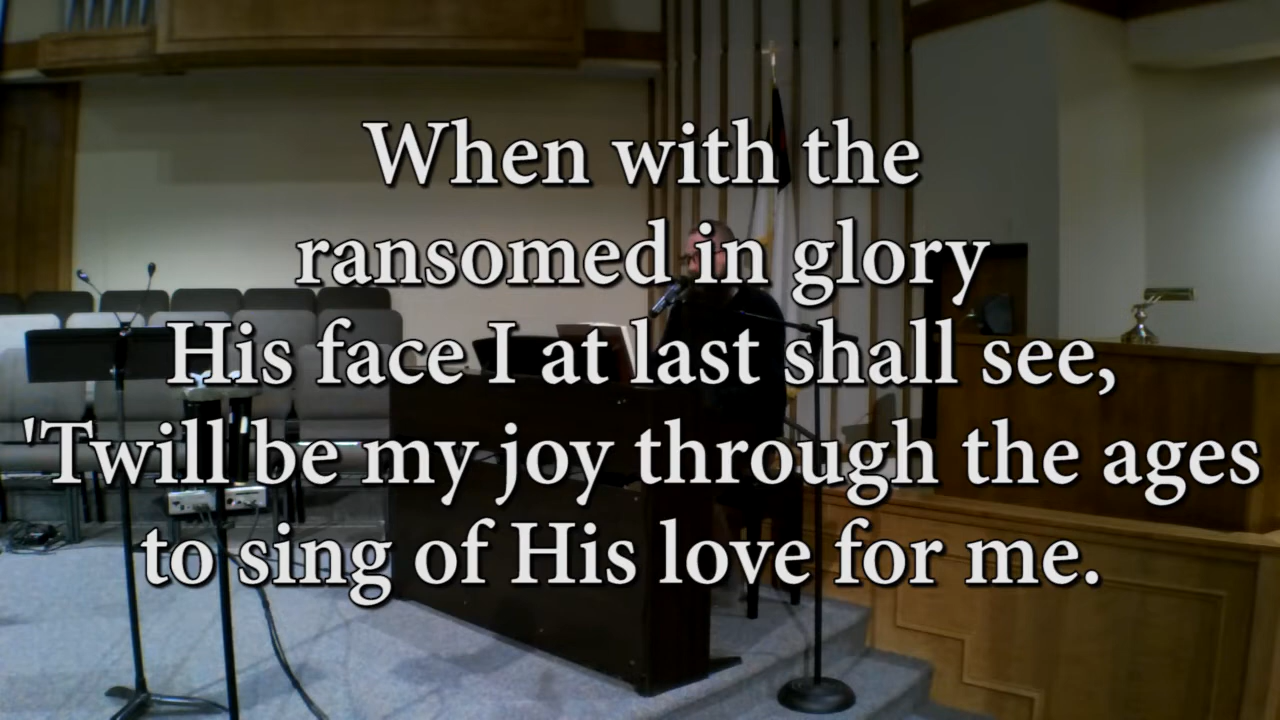 When with the
ransomed in glory
His face I at last shall see,
'Twill be my joy through the ages
to sing of His love for me.